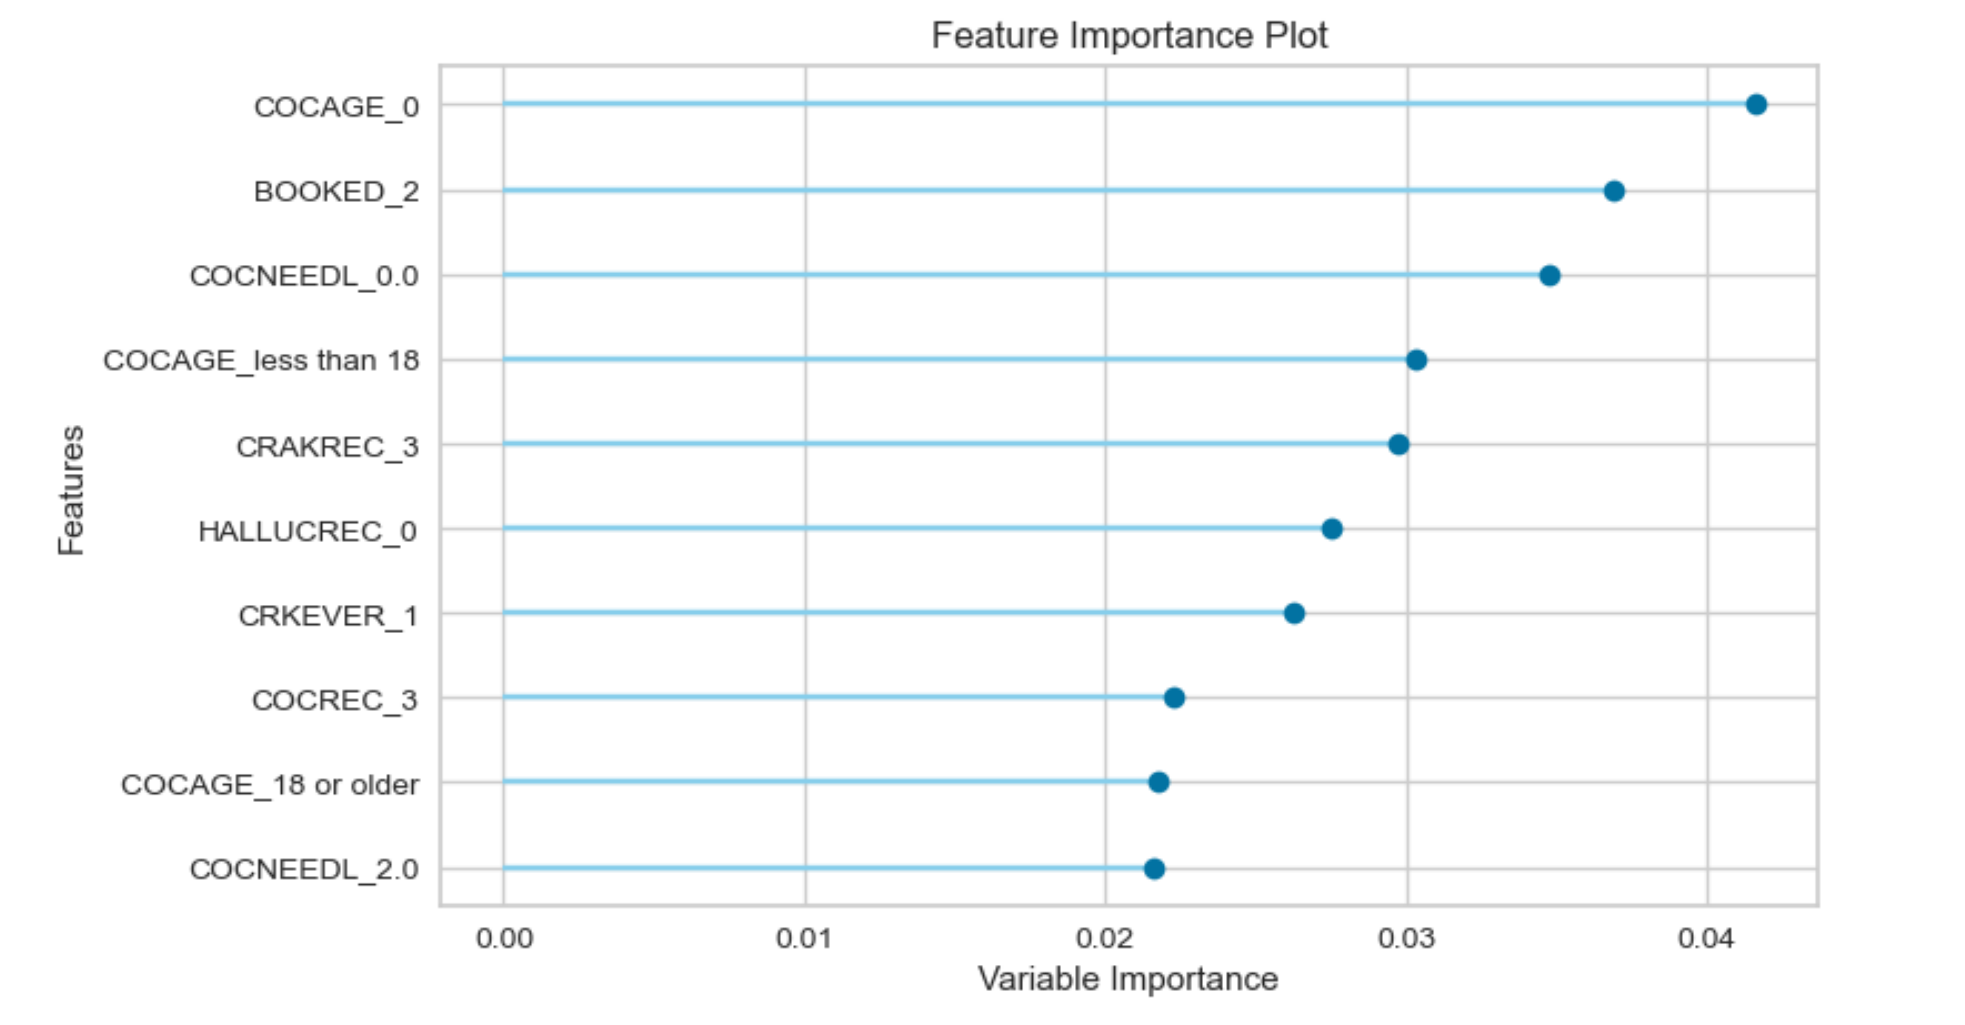 Feature Importance Plot
COCAGE_0
BOOKED_2
COCNEEDL_0.0
COCAGE_less than 18
CRAKREC_3
HALLUCREC_0
CRKEVER_1
COCREC_3
COCAGE_18 or older
COCNEEDL_2.0
Features
0.00 0.01 0.02 0.03 0.04
Variable Importance